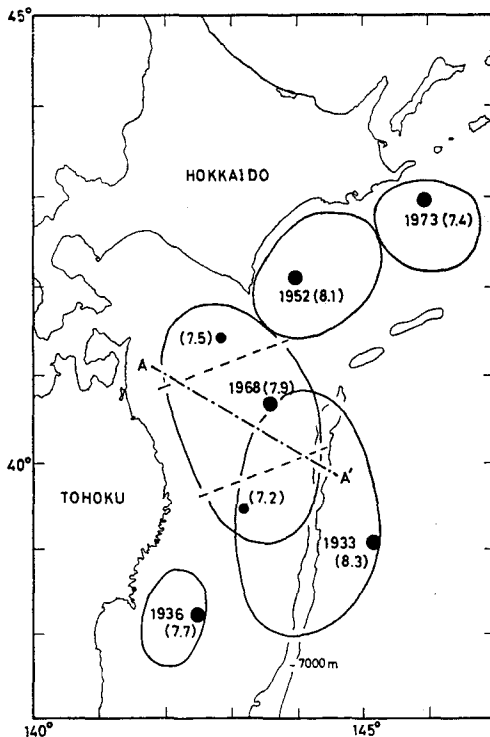 45°
HOKKAIDO
1973 (7.4)
1952 (8.1)
(7.5)
A
1968 (7.9)
40°
A'
TOHOKU
(7.2)
1933
(8.3)
1936
(7.7)
7000 m
140°
145°